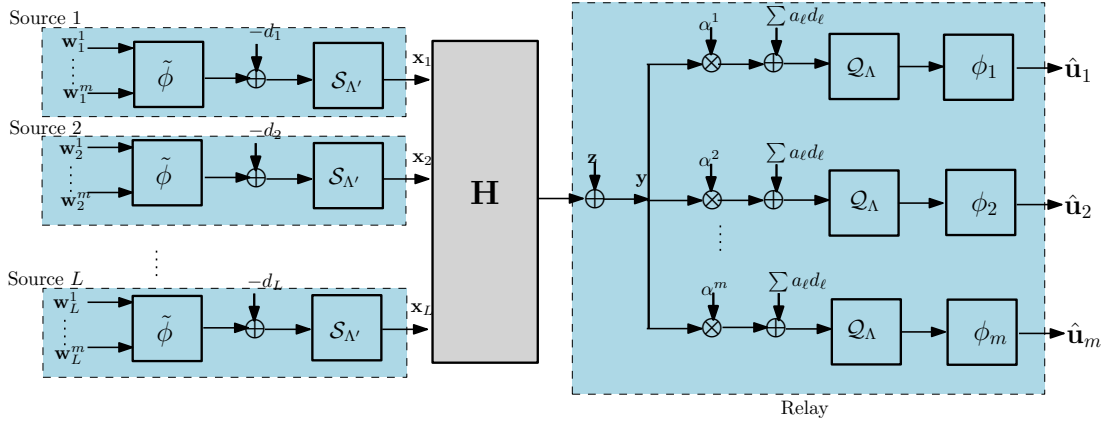 Source 1
w_1^1
w_1^m
ϕ̃
−d_1
S_Λ′
x_1
Source 2
w_2^1
w_2^m
ϕ̃
−d_2
S_Λ′
x_2
Source L
w_L^1
w_L^m
ϕ̃
−d_L
S_Λ′
x_L
H
z
y
α^1
∑ a_ℓ d_ℓ
Q_Λ
ϕ_1
û_1
α^2
∑ a_ℓ d_ℓ
Q_Λ
ϕ_2
û_2
α^m
∑ a_ℓ d_ℓ
Q_Λ
ϕ_m
û_m
Relay